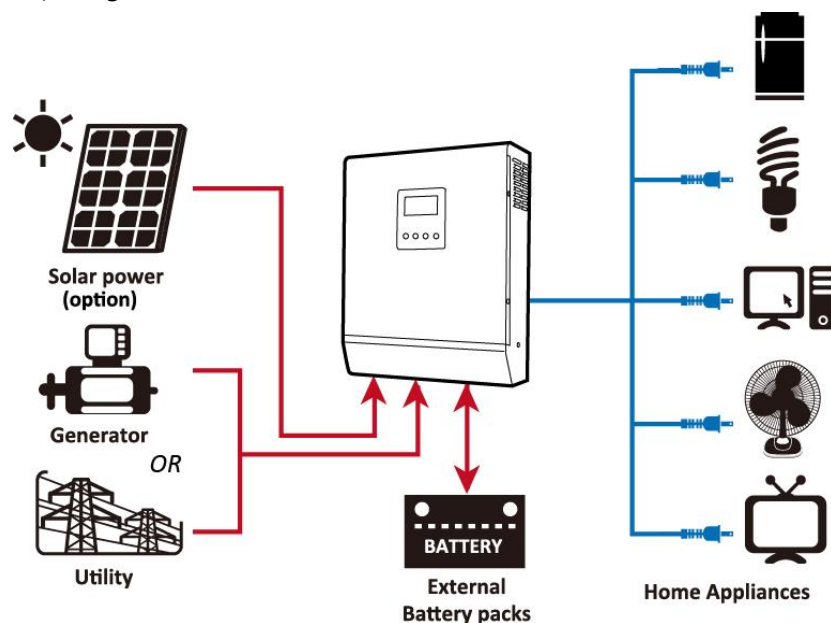 Solar power
(option)
Generator
OR
Utility
BATTERY
External
Battery packs
Home Appliances